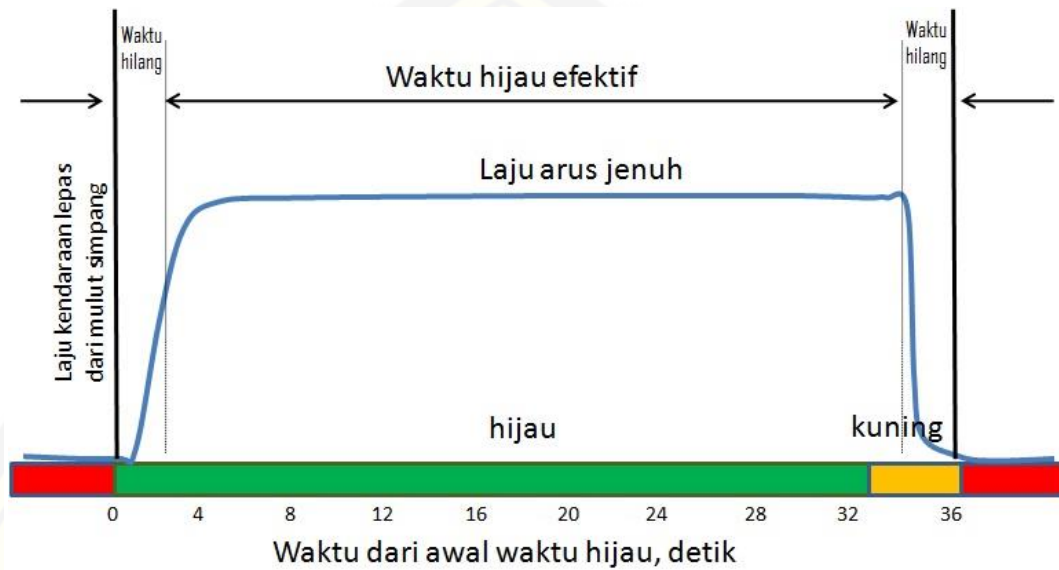 Waktu
hilang
Waktu
hilang
Waktu hijau efektif
Laju arus jenuh
Laju kendaraan lepas
dari mulut simpang
hijau
kuning
0 4 8 12 16 20 24 28 32 36
Waktu dari awal waktu hijau, detik